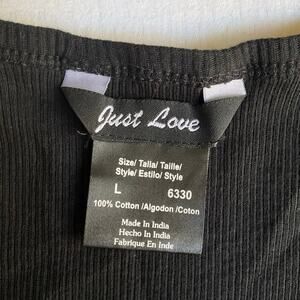 Just Love
Size/ Talla/ Taille/
Style/ Estilo/ Style
L 6330
100% Cotton /Algodon /Coton
Made In India
Hecho In India
Fabrique En Inde